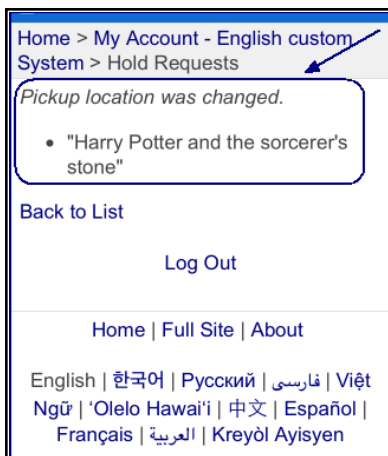 Home > My Account - English custom
System > Hold Requests
Pickup location was changed.
• "Harry Potter and the sorcerer's
stone"
Back to List
Log Out
Home | Full Site | About
English | 한국어 | Русский | فارسی | Việt
Ngữ | ‘Olelo Hawai‘i | 中文 | Español |
Français | العربية | Kreyòl Ayisyen